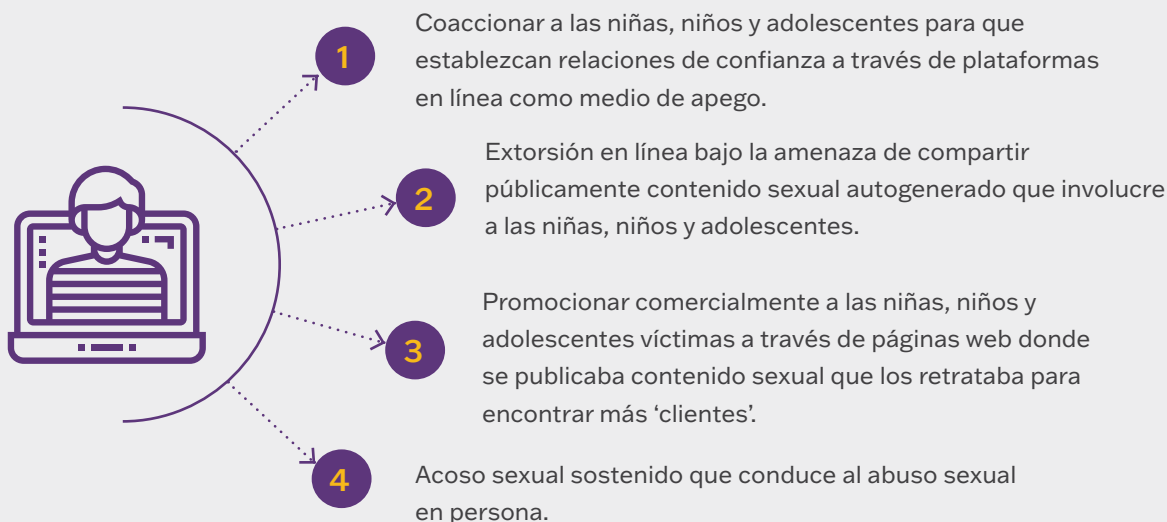 1
Coaccionar a las niñas, niños y adolescentes para que
establezcan relaciones de confianza a través de plataformas
en línea como medio de apego.
2
Extorsión en línea bajo la amenaza de compartir
públicamente contenido sexual autogenerado que involucre
a las niñas, niños y adolescentes.
3
Promocionar comercialmente a las niñas, niños y
adolescentes víctimas a través de páginas web donde
se publicaba contenido sexual que los retrataba para
encontrar más ‘clientes’.
4
Acoso sexual sostenido que conduce al abuso sexual
en persona.